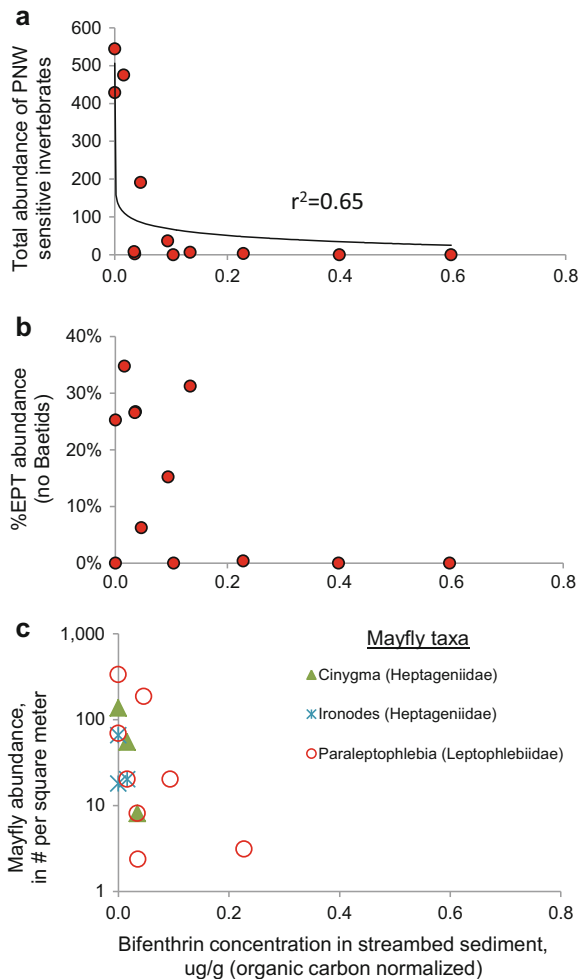 a
Total abundance of PNW
sensitive invertebrates
600
500
400
300
200
100
0
r²=0.65
0.0 0.2 0.4 0.6 0.8
b
%EPT abundance
(no Baetids)
40%
30%
20%
10%
0%
0.0 0.2 0.4 0.6 0.8
c
Mayfly abundance,
in # per square meter
1,000
100
10
1
Mayfly taxa
Cinygma (Heptageniidae)
Ironodes (Heptageniidae)
Paraleptophlebia (Leptophlebiidae)
0.0 0.2 0.4 0.6 0.8
Bifenthrin concentration in streambed sediment,
ug/g (organic carbon normalized)